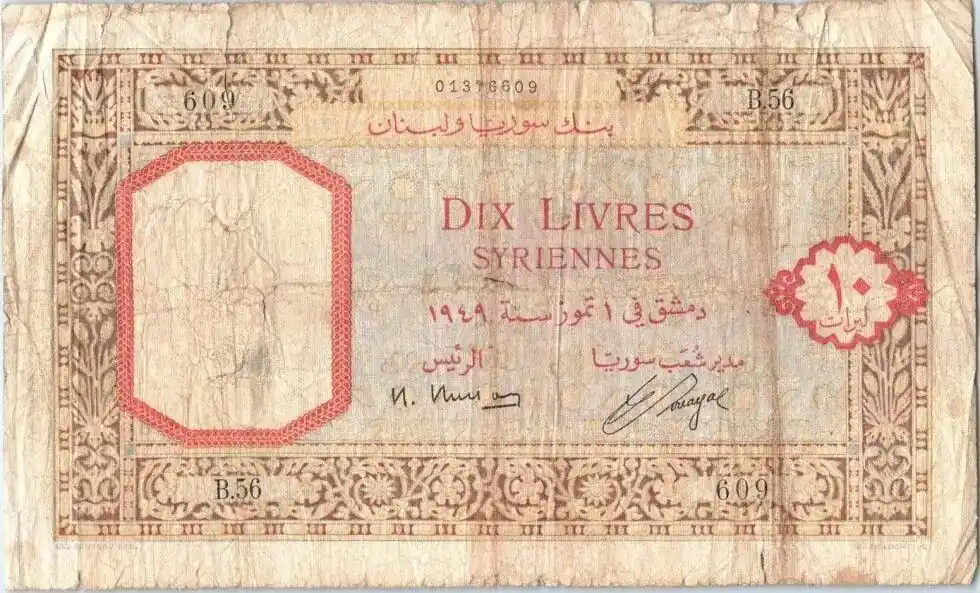 609
01376609
B.56
بنك سوريا ولبنان
DIX LIVRES
SYRIENNES
١٠
ليرات
دمشق في ١ تموز سنة ١٩٤٩
مدير شعب سوريا
الرئيس
B.56
609